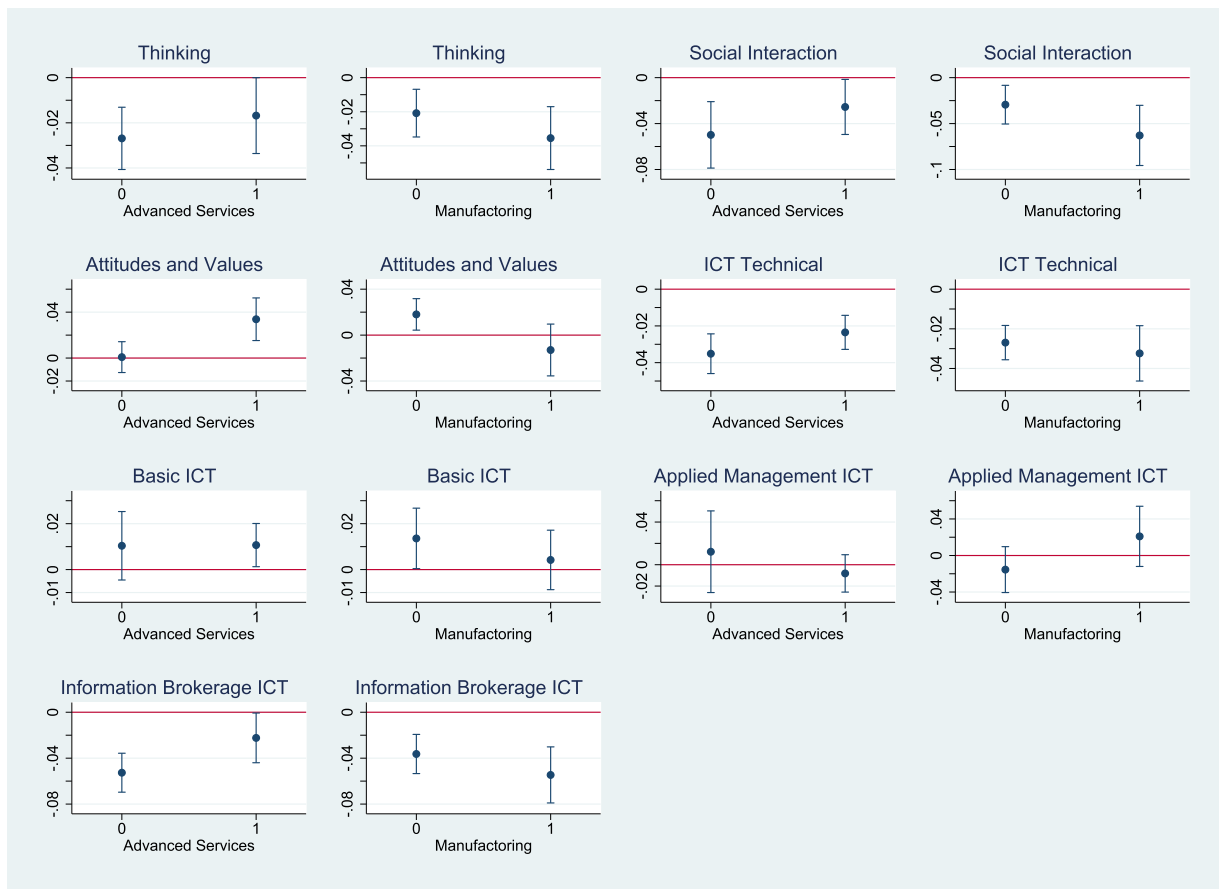 Thinking
0
-.02
-.04
0 1
Advanced Services
Thinking
0
-.02
-.04
0 1
Manufactoring
Social Interaction
0
-.04
-.08
0 1
Advanced Services
Social Interaction
0
-.05
-.1
0 1
Manufactoring
Attitudes and Values
.04
0
-.02
0 1
Advanced Services
Attitudes and Values
.04
0
-.04
0 1
Manufactoring
ICT Technical
0
-.02
-.04
0 1
Advanced Services
ICT Technical
0
-.02
-.04
0 1
Manufactoring
Basic ICT
.02
0
-.01
0 1
Advanced Services
Basic ICT
.02
0
-.01
0 1
Manufactoring
Applied Management ICT
.04
0
-.02
0 1
Advanced Services
Applied Management ICT
.04
0
-.04
0 1
Manufactoring
Information Brokerage ICT
0
-.04
-.08
0 1
Advanced Services
Information Brokerage ICT
0
-.04
-.08
0 1
Manufactoring